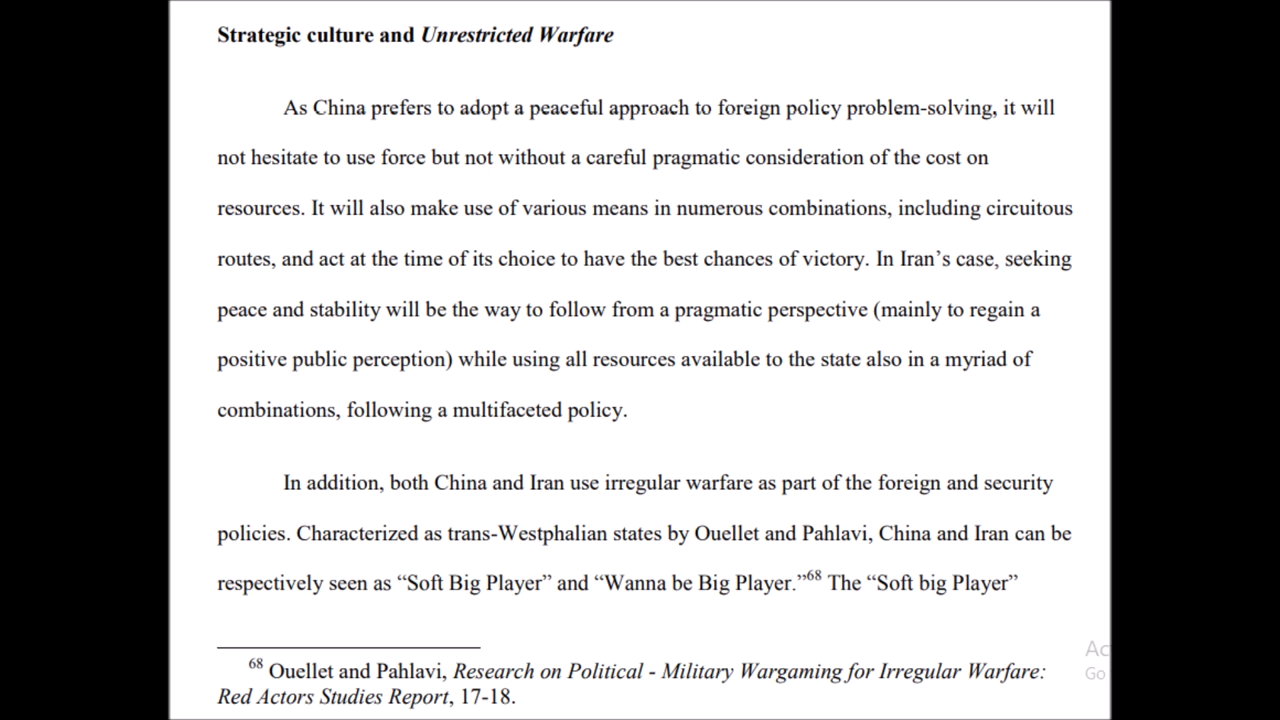 Strategic culture and Unrestricted Warfare
As China prefers to adopt a peaceful approach to foreign policy problem-solving, it will
not hesitate to use force but not without a careful pragmatic consideration of the cost on
resources. It will also make use of various means in numerous combinations, including circuitous
routes, and act at the time of its choice to have the best chances of victory. In Iran’s case, seeking
peace and stability will be the way to follow from a pragmatic perspective (mainly to regain a
positive public perception) while using all resources available to the state also in a myriad of
combinations, following a multifaceted policy.
In addition, both China and Iran use irregular warfare as part of the foreign and security
policies. Characterized as trans-Westphalian states by Ouellet and Pahlavi, China and Iran can be
respectively seen as “Soft Big Player” and “Wanna be Big Player.”68 The “Soft big Player”
68 Ouellet and Pahlavi, Research on Political - Military Wargaming for Irregular Warfare:
Red Actors Studies Report, 17-18.
Ac
Go